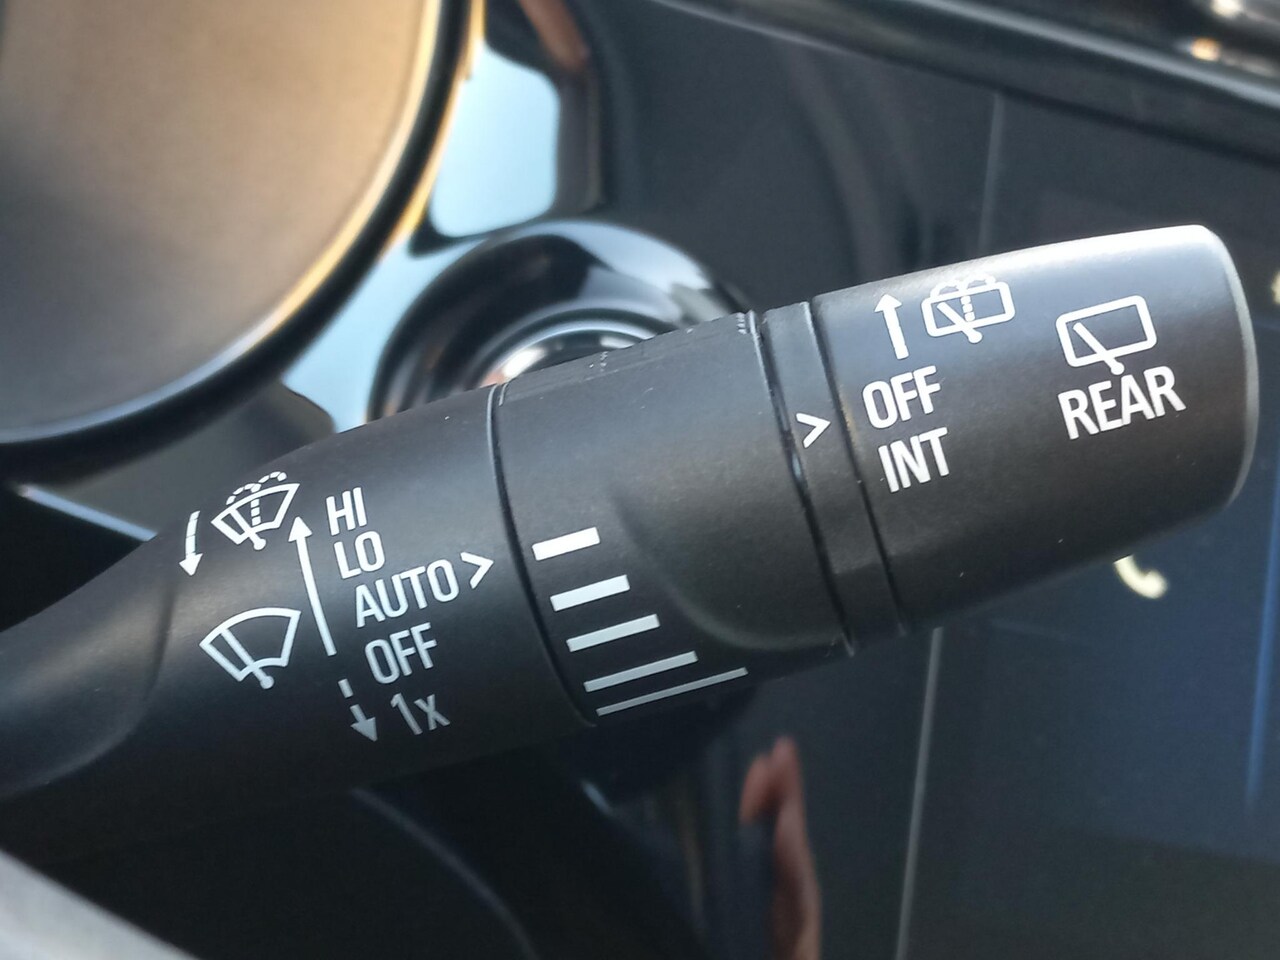 HI
LO
AUTO >
OFF
1x
>
OFF
INT
REAR